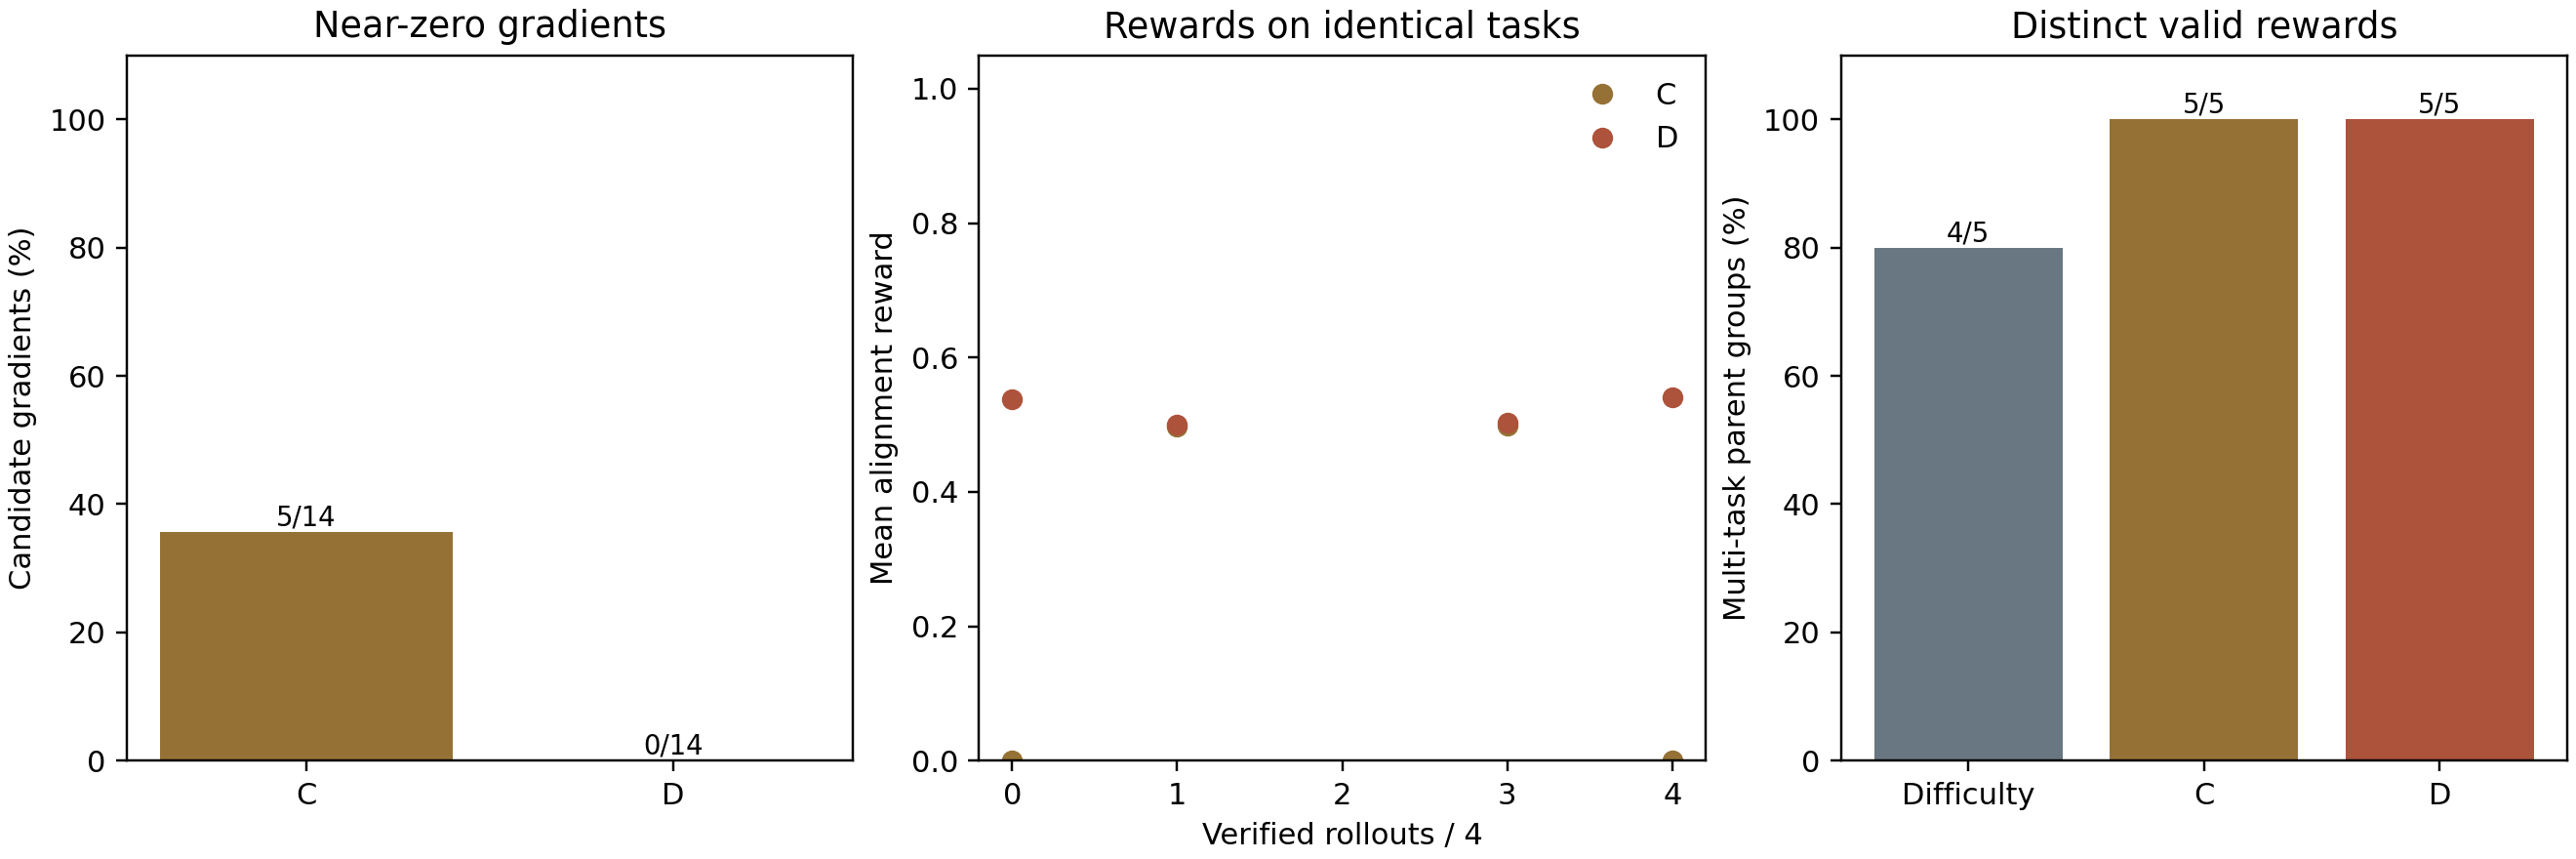 Near-zero gradients
Candidate gradients (%)
100
80
60
40
20
0
5/14
0/14
C
D
Rewards on identical tasks
Mean alignment reward
1.0
0.8
0.6
0.4
0.2
0.0
C
D
0
1
2
3
4
Verified rollouts / 4
Distinct valid rewards
Multi-task parent groups (%)
100
80
60
40
20
0
4/5
5/5
5/5
Difficulty
C
D